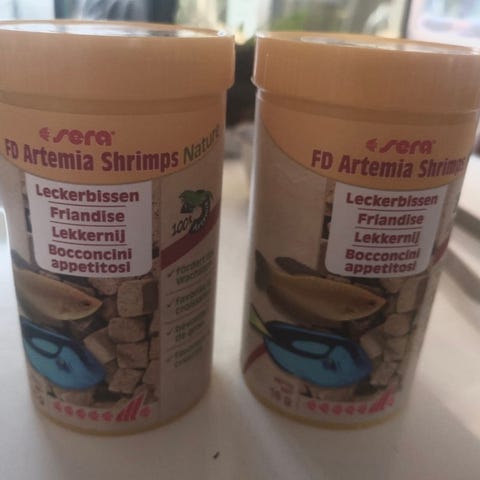 sera
FD Artemia Shrimps Nature
Leckerbissen
Friandise
Lekkernij
Bocconcini
appetitosi
100%
sera
FD Artemia Shrimps
Leckerbissen
Friandise
Lekkernij
Bocconcini
appetitosi